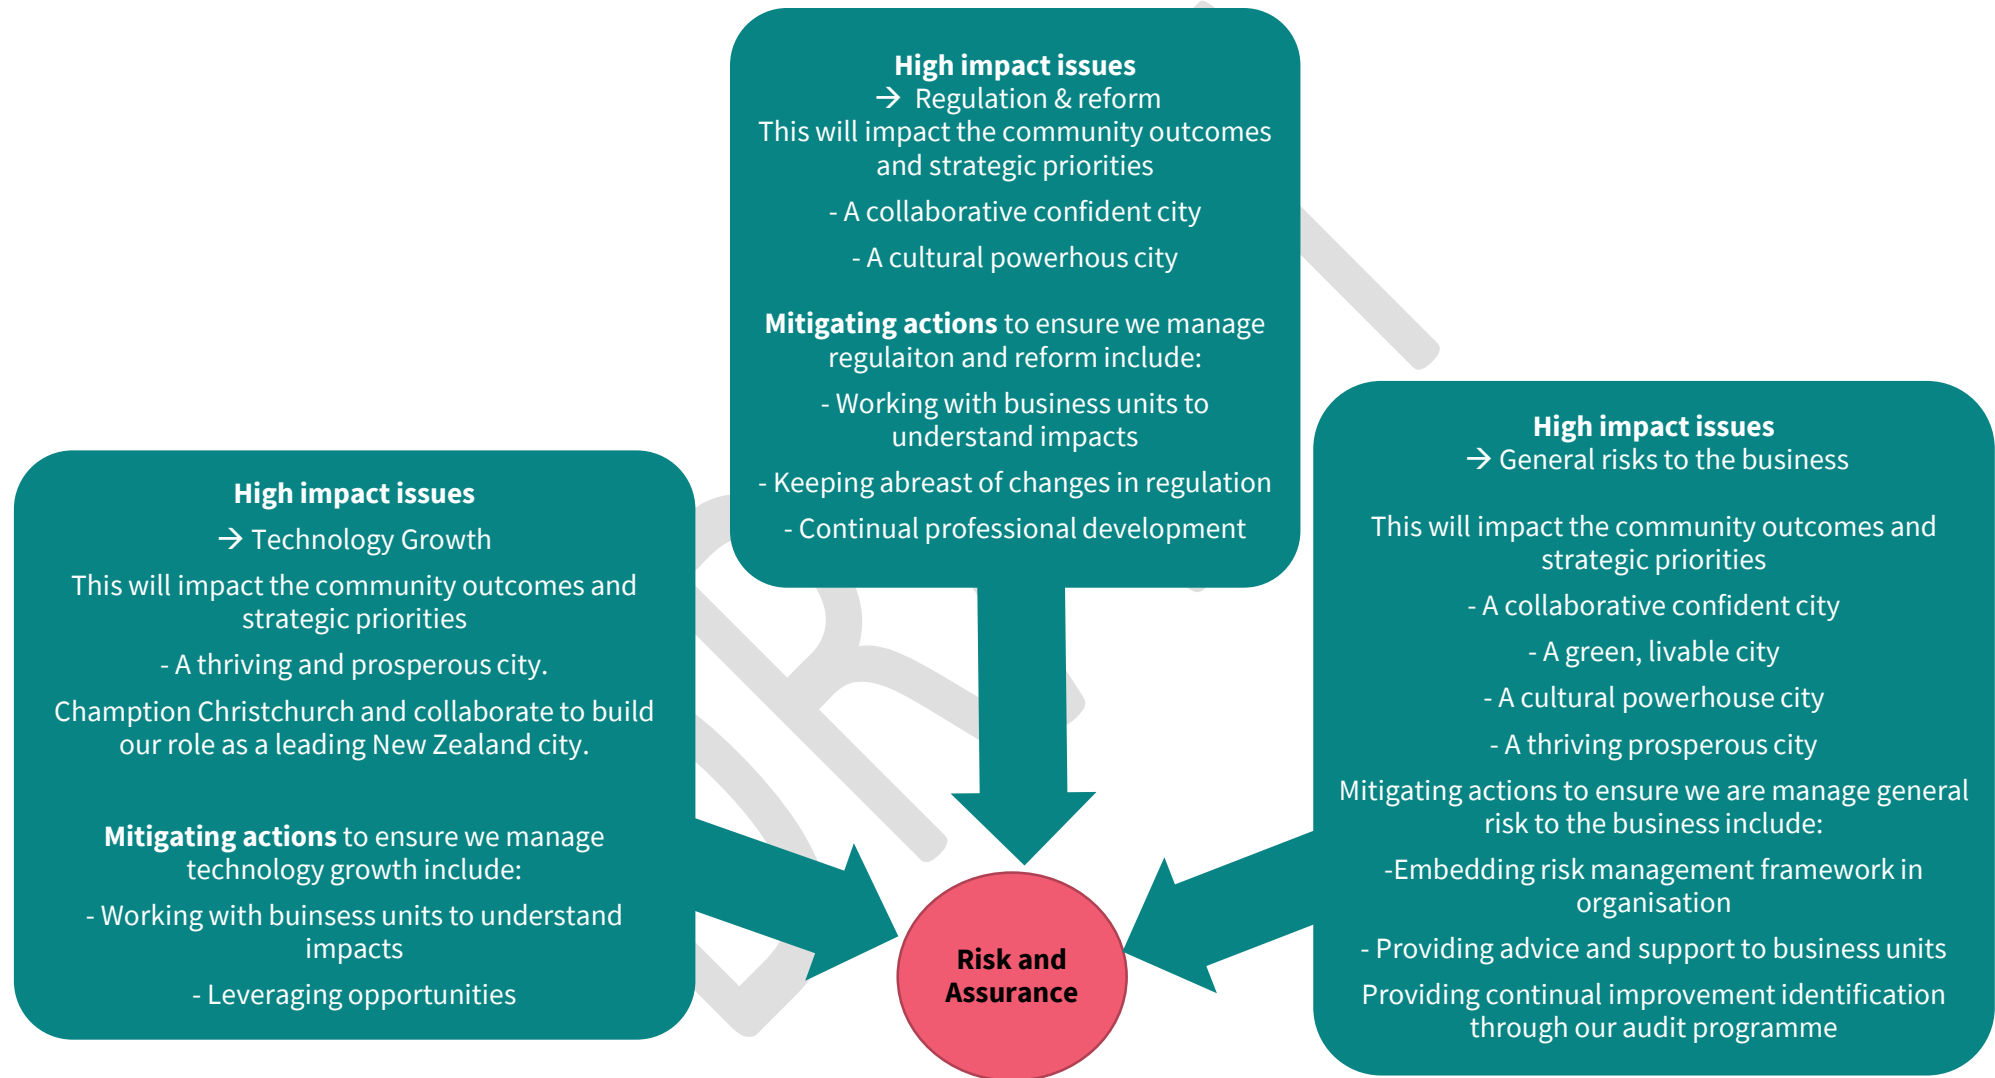 High impact issues
→ Regulation & reform
This will impact the community outcomes
and strategic priorities
- A collaborative confident city
- A cultural powerhous city
Mitigating actions to ensure we manage
regulaiton and reform include:
- Working with business units to
understand impacts
- Keeping abreast of changes in regulation
- Continual professional development
High impact issues
→ Technology Growth
This will impact the community outcomes and
strategic priorities
- A thriving and prosperous city.
Chamption Christchurch and collaborate to build
our role as a leading New Zealand city.
Mitigating actions to ensure we manage
technology growth include:
- Working with buinsess units to understand
impacts
- Leveraging opportunities
High impact issues
→ General risks to the business
This will impact the community outcomes and
strategic priorities
- A collaborative confident city
- A green, livable city
- A cultural powerhouse city
- A thriving prosperous city
Mitigating actions to ensure we are manage general
risk to the business include:
-Embedding risk management framework in
organisation
- Providing advice and support to business units
Providing continual improvement identification
through our audit programme
Risk and
Assurance